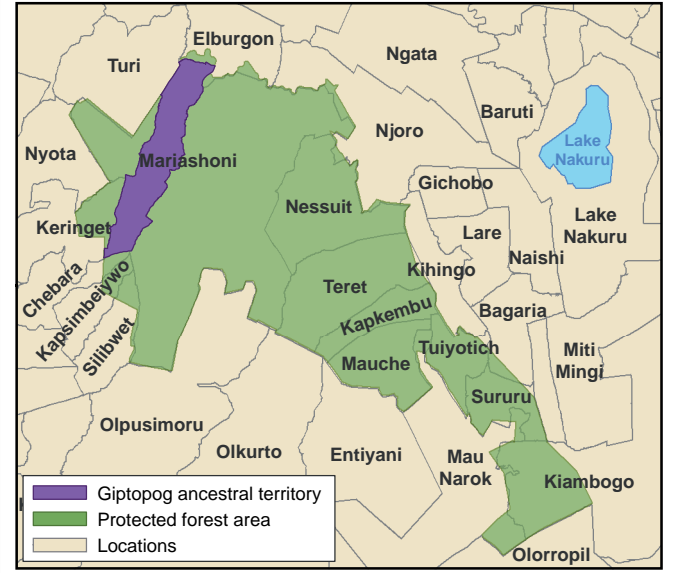 Elburgon
Turi
Ngata
Baruti
Njoro
Lake
Nakuru
Nyota
Mariashoni
Gichobo
Nessuit
Lake
Nakuru
Keringet
Lare
Naishi
Kihingo
Chebara
Teret
Kapsimbeiywo
Kapkembu
Bagaria
Silibwet
Tuiyotich
Miti
Mingi
Mauche
Sururu
Olpusimoru
Olkurto
Entiyani
Mau
Narok
Kiambogo
Olorropil
Giptopog ancestral territory
Protected forest area
Locations